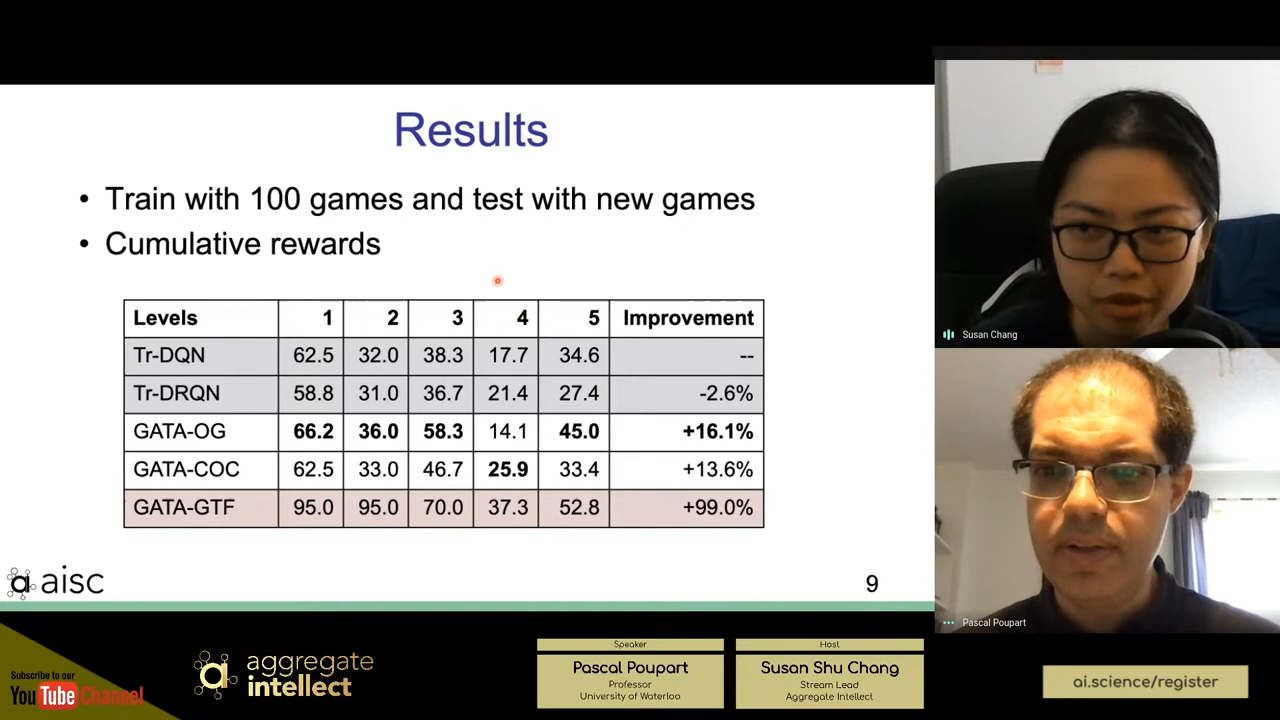 Results
• Train with 100 games and test with new games
• Cumulative rewards
Levels 1 2 3 4 5 Improvement
Tr-DQN 62.5 32.0 38.3 17.7 34.6 --
Tr-DRQN 58.8 31.0 36.7 21.4 27.4 -2.6%
GATA-OG 66.2 36.0 58.3 14.1 45.0 +16.1%
GATA-COC 62.5 33.0 46.7 25.9 33.4 +13.6%
GATA-GTF 95.0 95.0 70.0 37.3 52.8 +99.0%
a aisc
9
Susan Chang
Pascal Poupart
Subscribe to our
YouTube Channel
a aggregate
intellect
Speaker
Pascal Poupart
Professor
University of Waterloo
Host
Susan Shu Chang
Stream Lead
Aggregate Intellect
ai.science/register